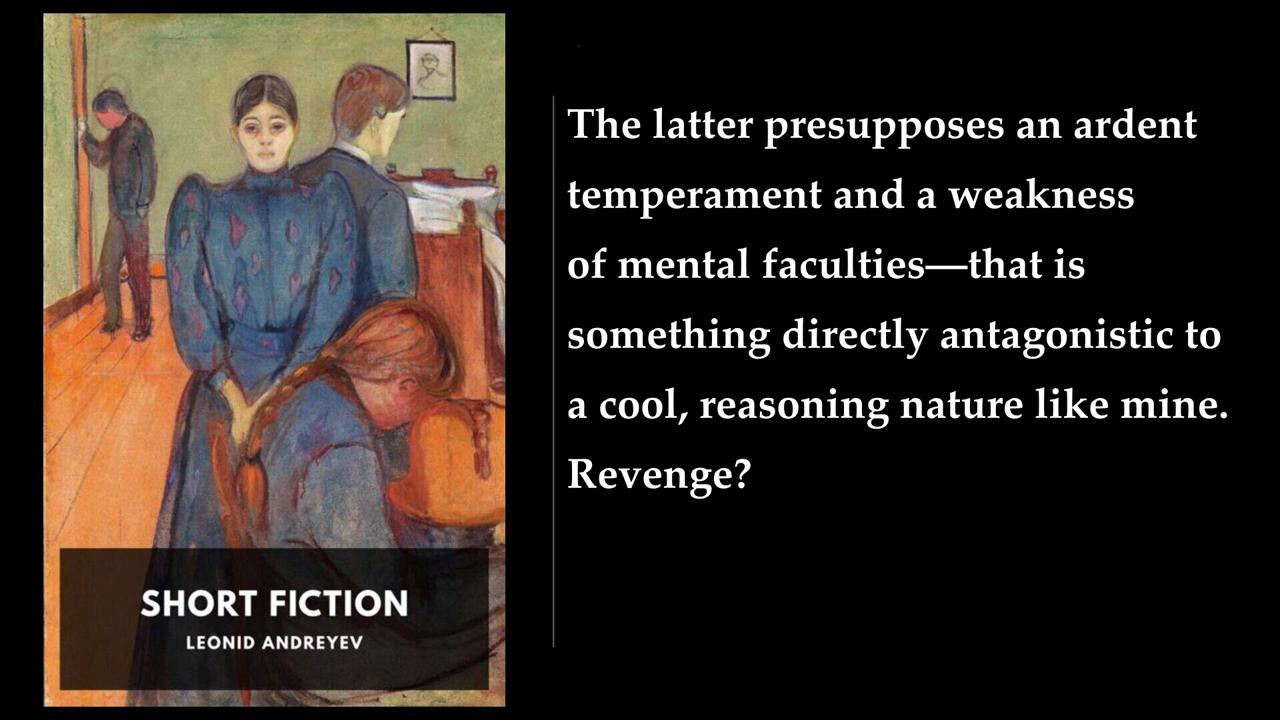 SHORT FICTION
LEONID ANDREYEV
The latter presupposes an ardent
temperament and a weakness
of mental faculties—that is
something directly antagonistic to
a cool, reasoning nature like mine.
Revenge?